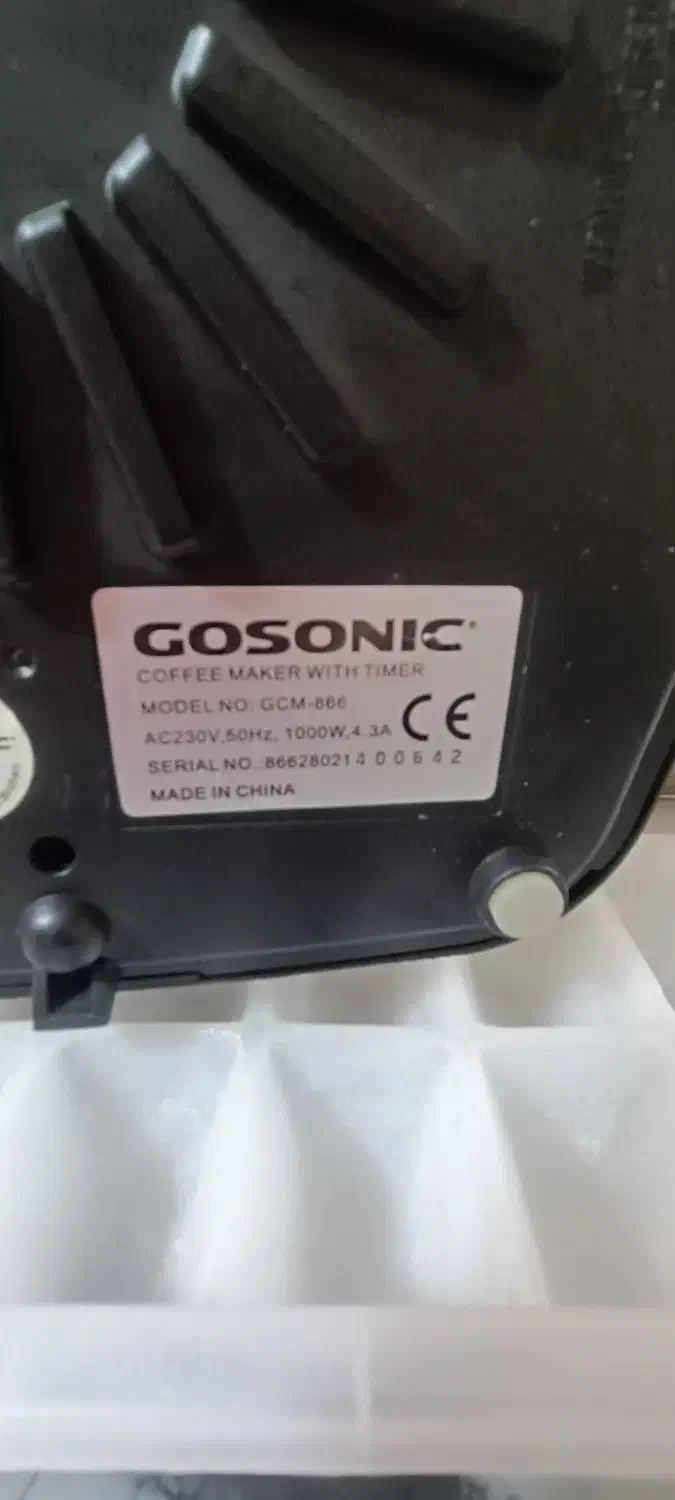 GOSONIC
COFFEE MAKER WITH TIMER
MODEL NO: GCM-866
AC230V,50Hz, 1000W,4.3A CE
SERIAL NO.:86628021400642
MADE IN CHINA